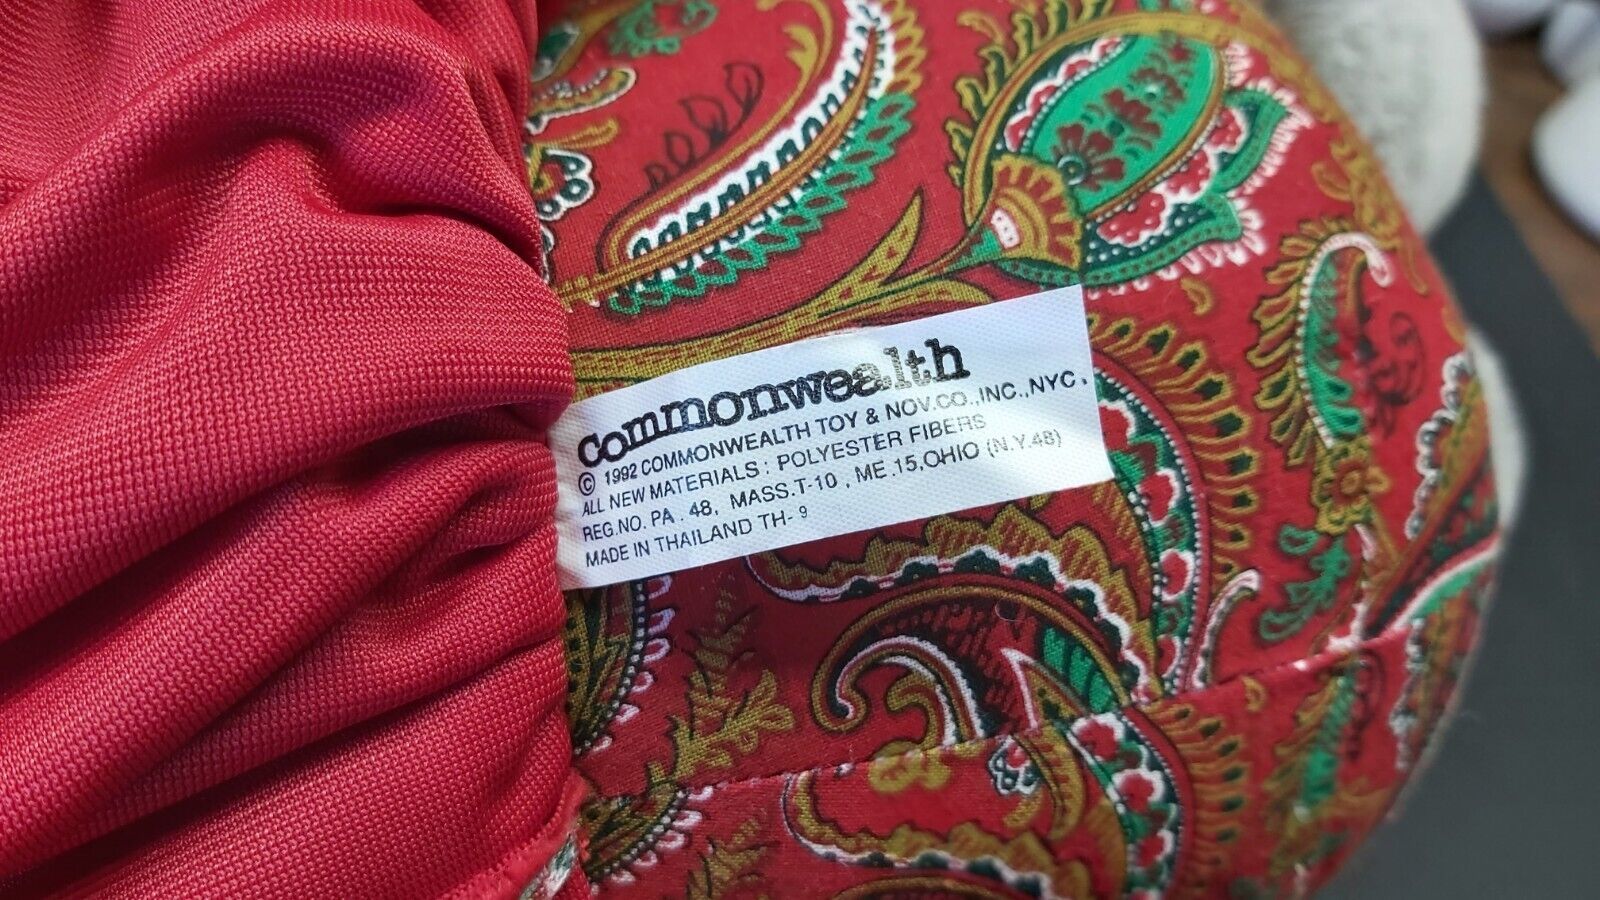 commonwealth
© 1992 COMMONWEALTH TOY & NOV.CO.,INC.,NYC.
ALL NEW MATERIALS: POLYESTER FIBERS
REG.NO. PA. 48, MASS.T-10, ME.15,OHIO (N.Y.48)
MADE IN THAILAND TH- 9